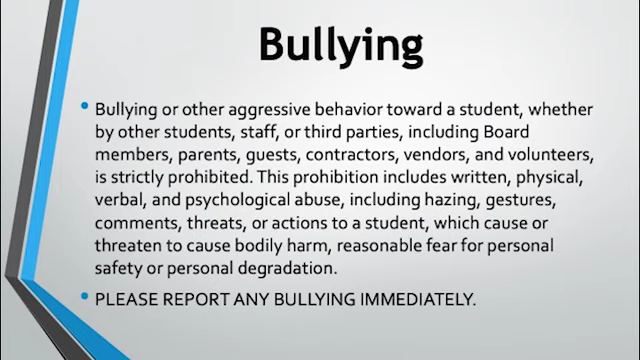 Bullying
• Bullying or other aggressive behavior toward a student, whether
by other students, staff, or third parties, including Board
members, parents, guests, contractors, vendors, and volunteers,
is strictly prohibited. This prohibition includes written, physical,
verbal, and psychological abuse, including hazing, gestures,
comments, threats, or actions to a student, which cause or
threaten to cause bodily harm, reasonable fear for personal
safety or personal degradation.
• PLEASE REPORT ANY BULLYING IMMEDIATELY.